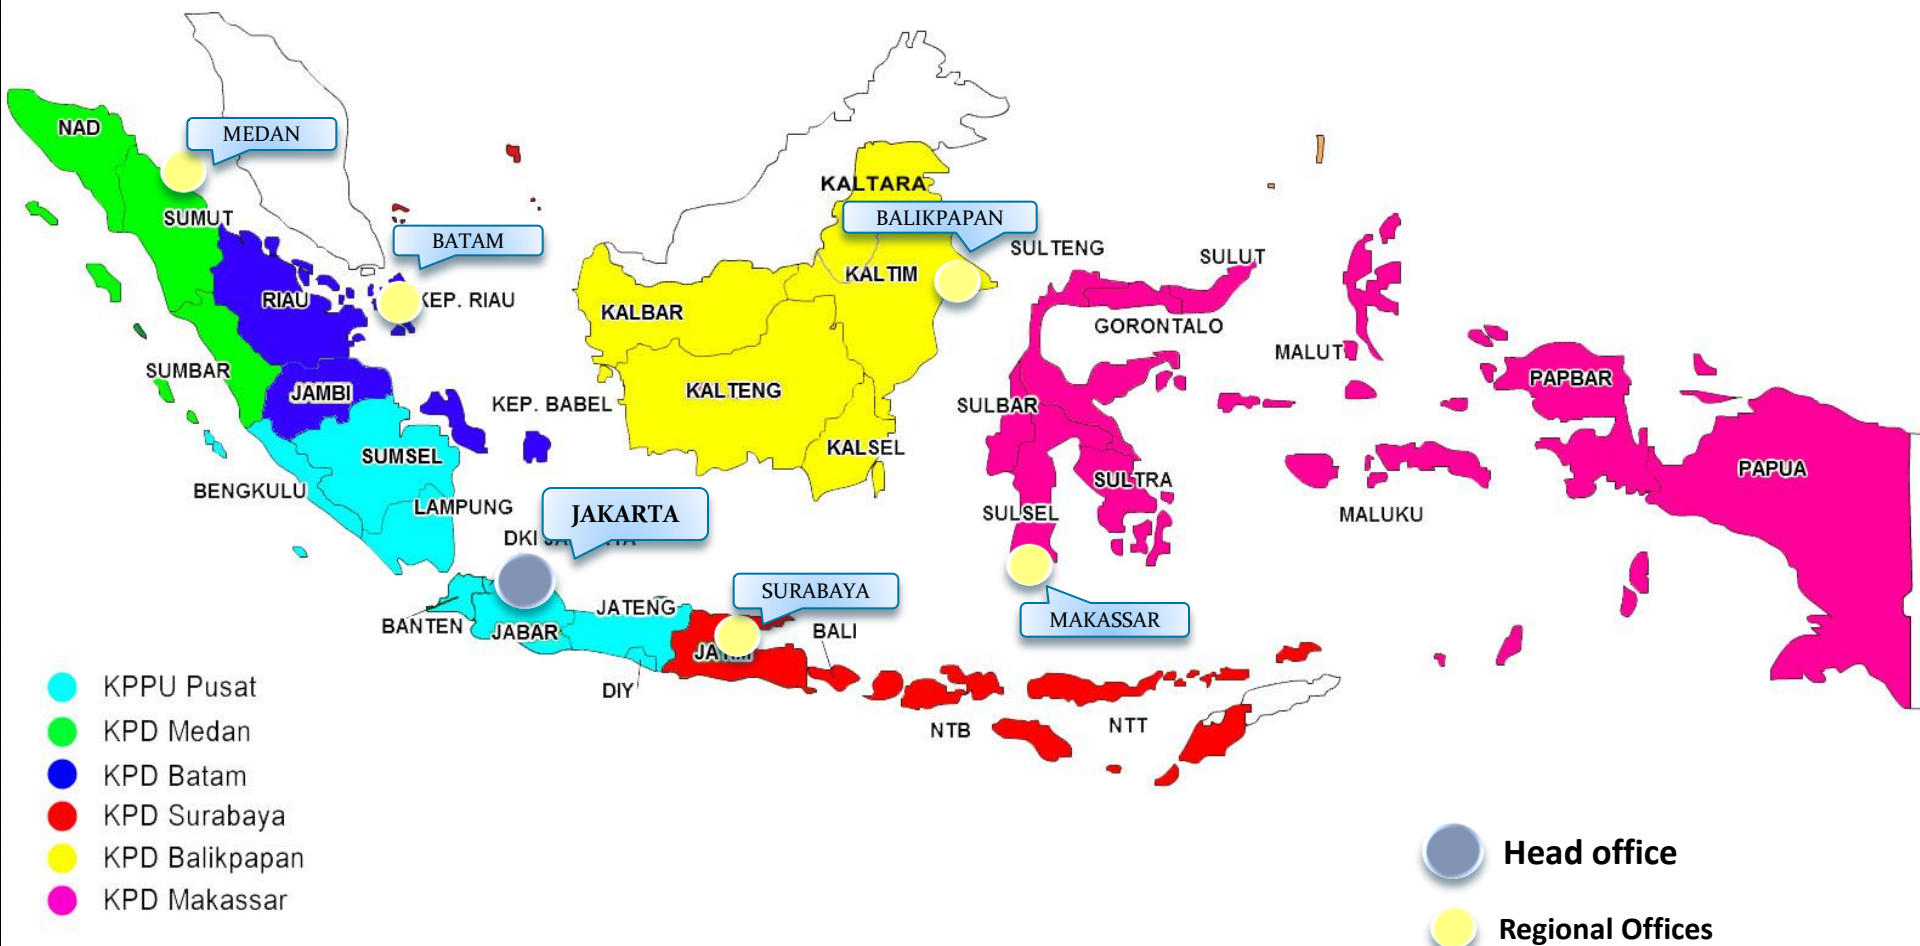 NAD
MEDAN
SUMUT
BATAM
RIAU
KEP. RIAU
SUMBAR
JAMBI
KEP. BABEL
SUMSEL
BENGKULU
LAMPUNG
JAKARTA
DKI
BANTEN
JABAR
JATENG
DIY
SURABAYA
BALI
NTB
NTT
KALTARA
BALIKPAPAN
KALTIM
KALBAR
KALTENG
KALSEL
SULTENG
SULUT
GORONTALO
SULBAR
SULTRA
SULSEL
MAKASSAR
MALUT
MALUKU
PAPBAR
PAPUA
KPPU Pusat
KPD Medan
KPD Batam
KPD Surabaya
KPD Balikpapan
KPD Makassar
Head office
Regional Offices